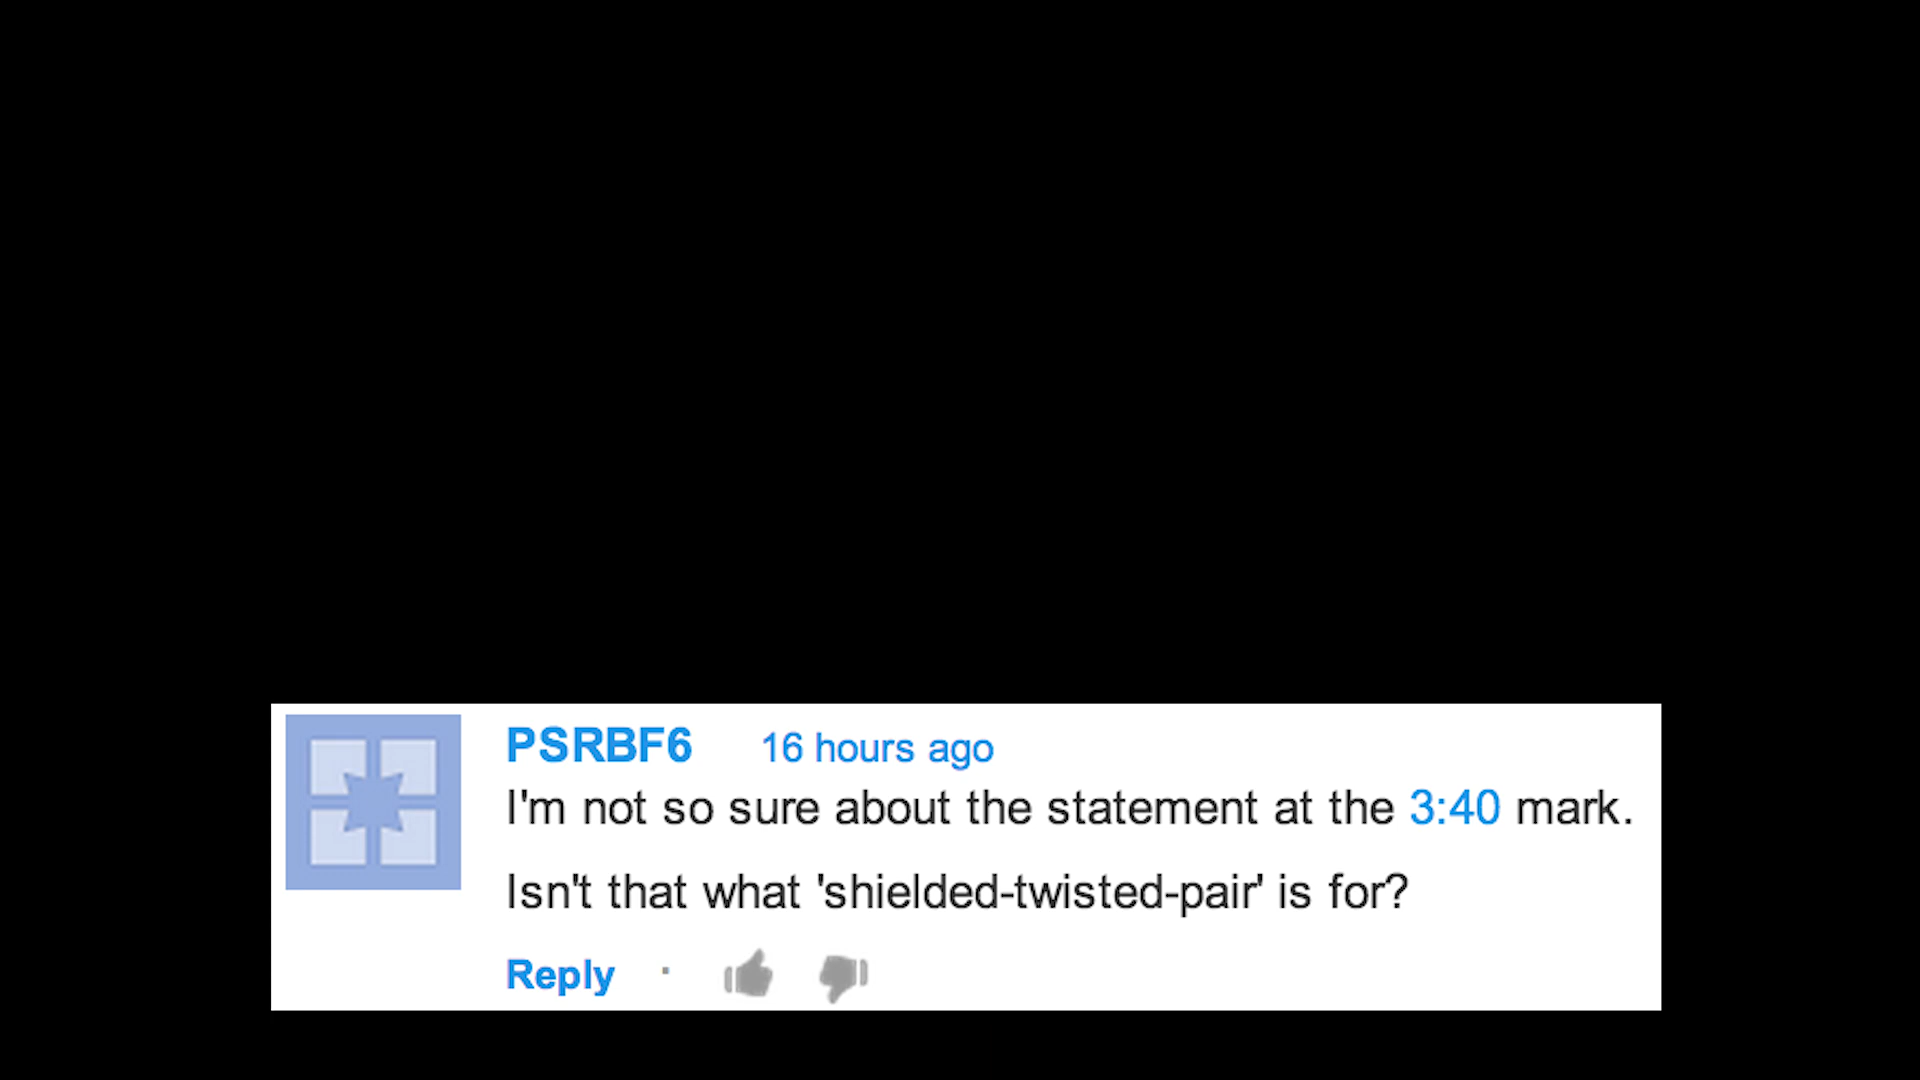 PSRBF6 16 hours ago
I'm not so sure about the statement at the 3:40 mark.
Isn't that what 'shielded-twisted-pair' is for?
Reply ·